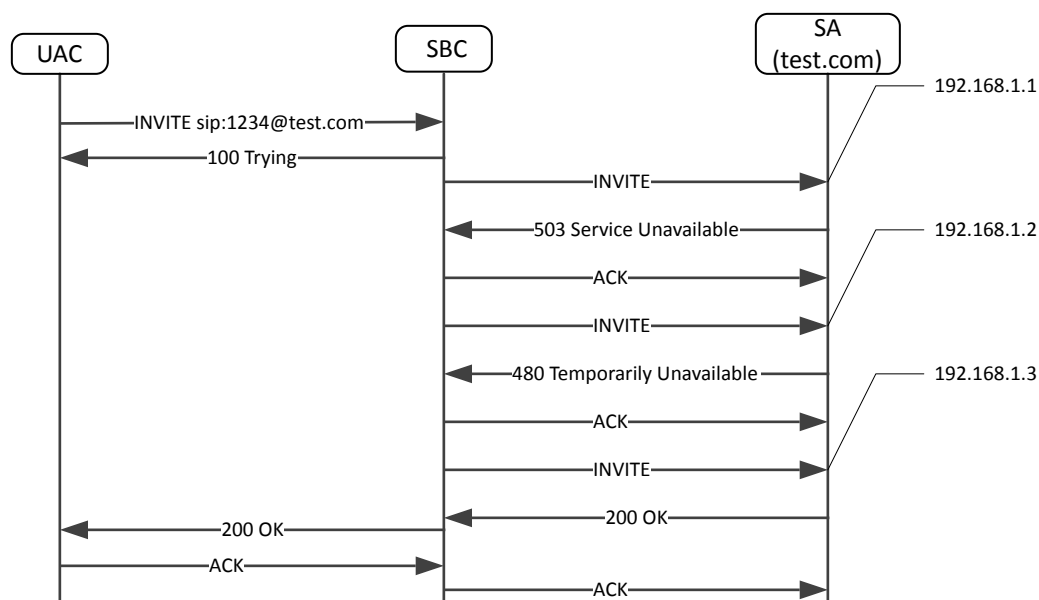 UAC
SBC
SA
(test.com)
192.168.1.1
INVITE sip:1234@test.com
100 Trying
INVITE
503 Service Unavailable
192.168.1.2
ACK
INVITE
480 Temporarily Unavailable
192.168.1.3
ACK
INVITE
200 OK
200 OK
ACK
ACK